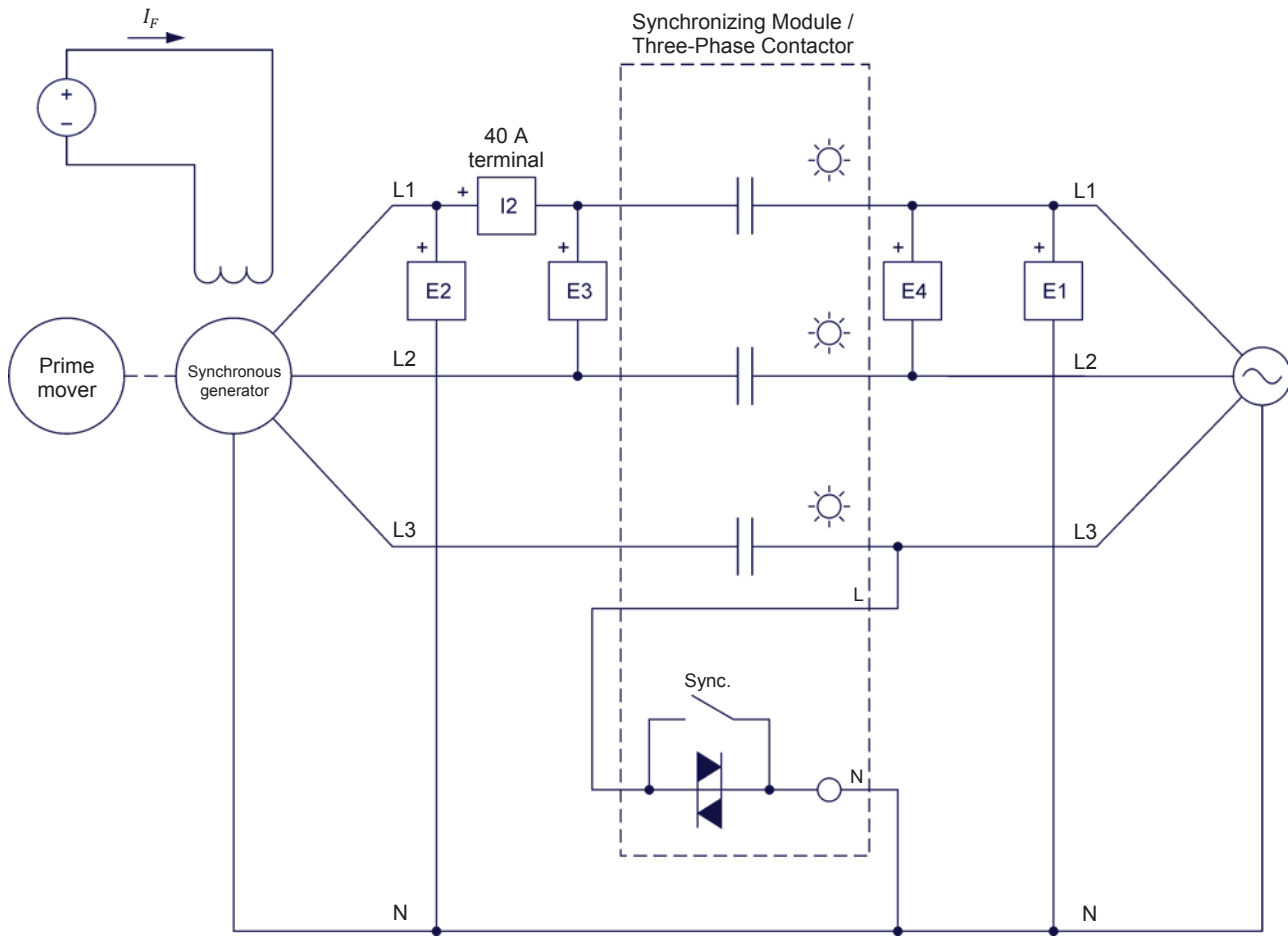 I_F
Synchronizing Module /
Three-Phase Contactor
+
−
40 A
terminal
L1
+
I2
L1
+
E2
+
E3
+
E4
+
E1
Prime
mover
Synchronous
generator
L2
L2
L3
L3
L
Sync.
N
N
N